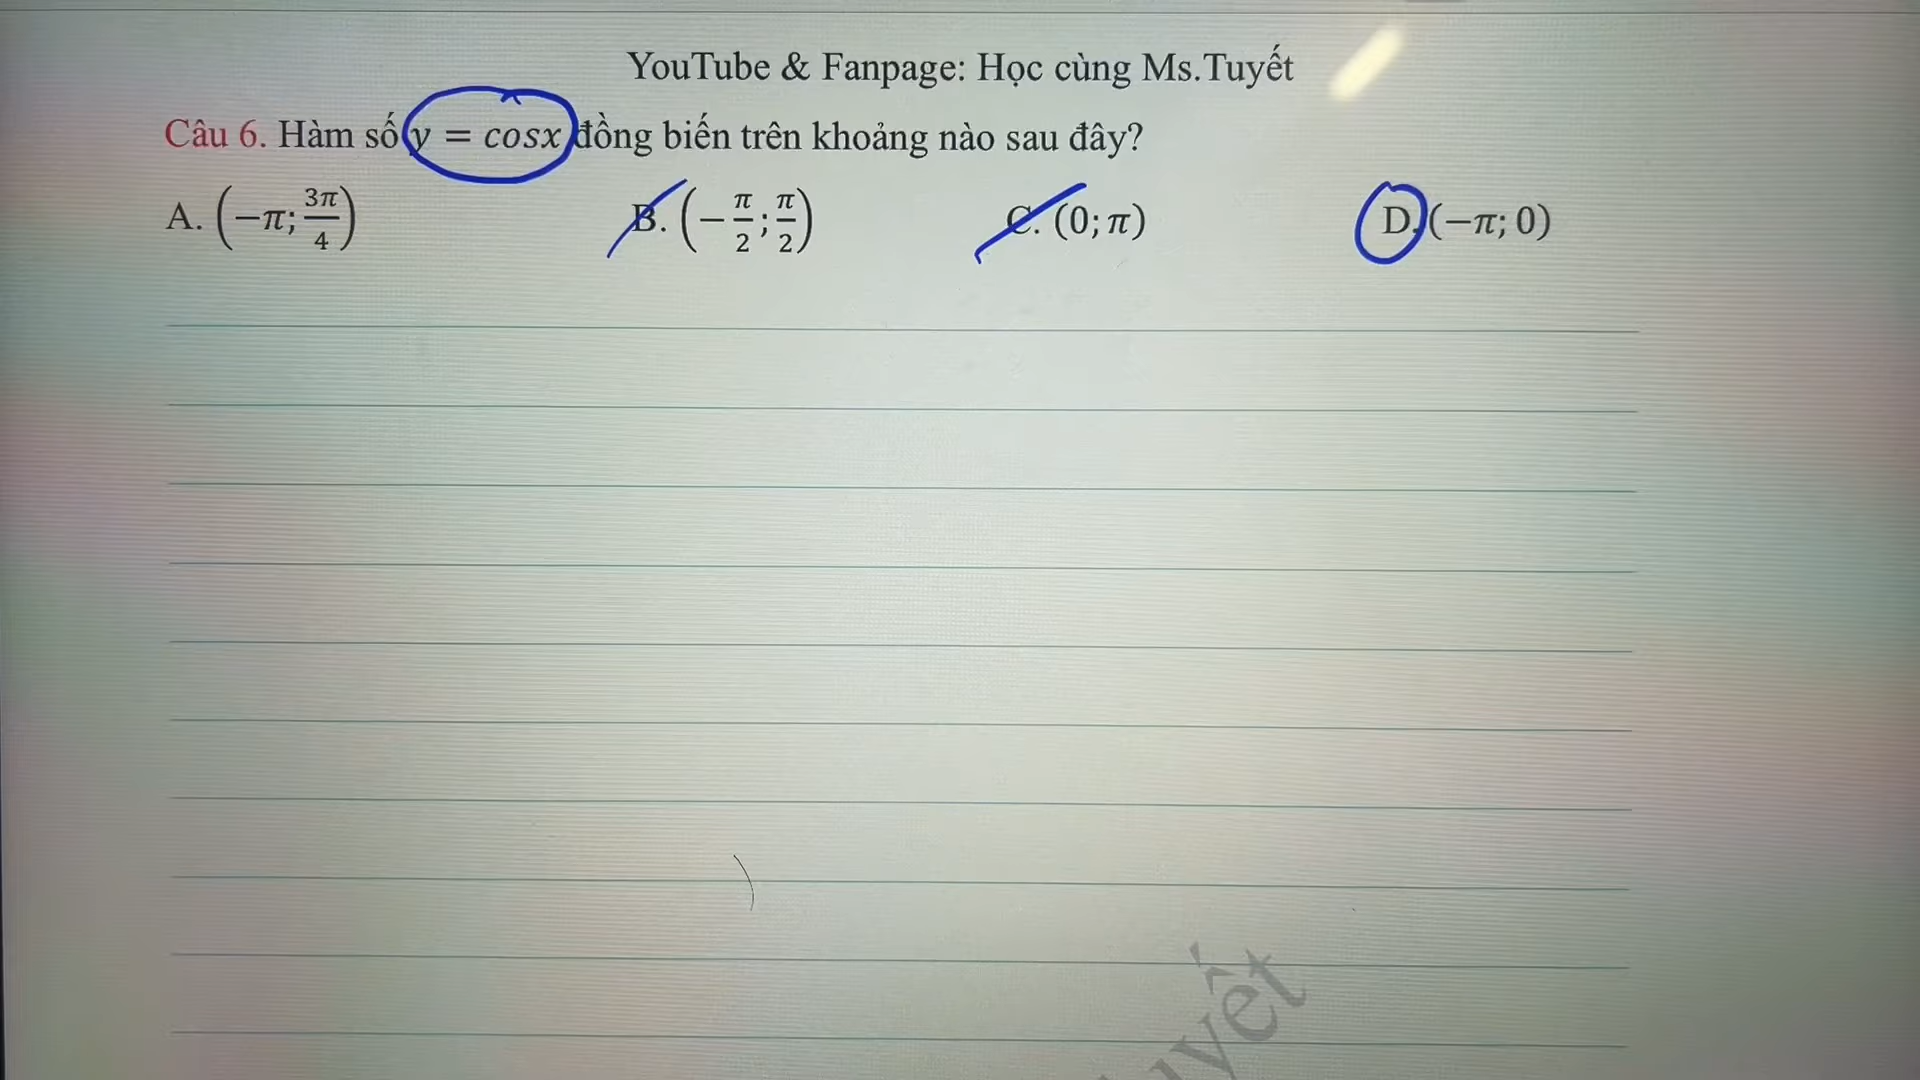 YouTube & Fanpage: Học cùng Ms.Tuyết
Câu 6. Hàm số y = cosx đồng biến trên khoảng nào sau đây?
A. (−π; 3π/4) B. (−π/2; π/2) C. (0; π) D. (−π; 0)